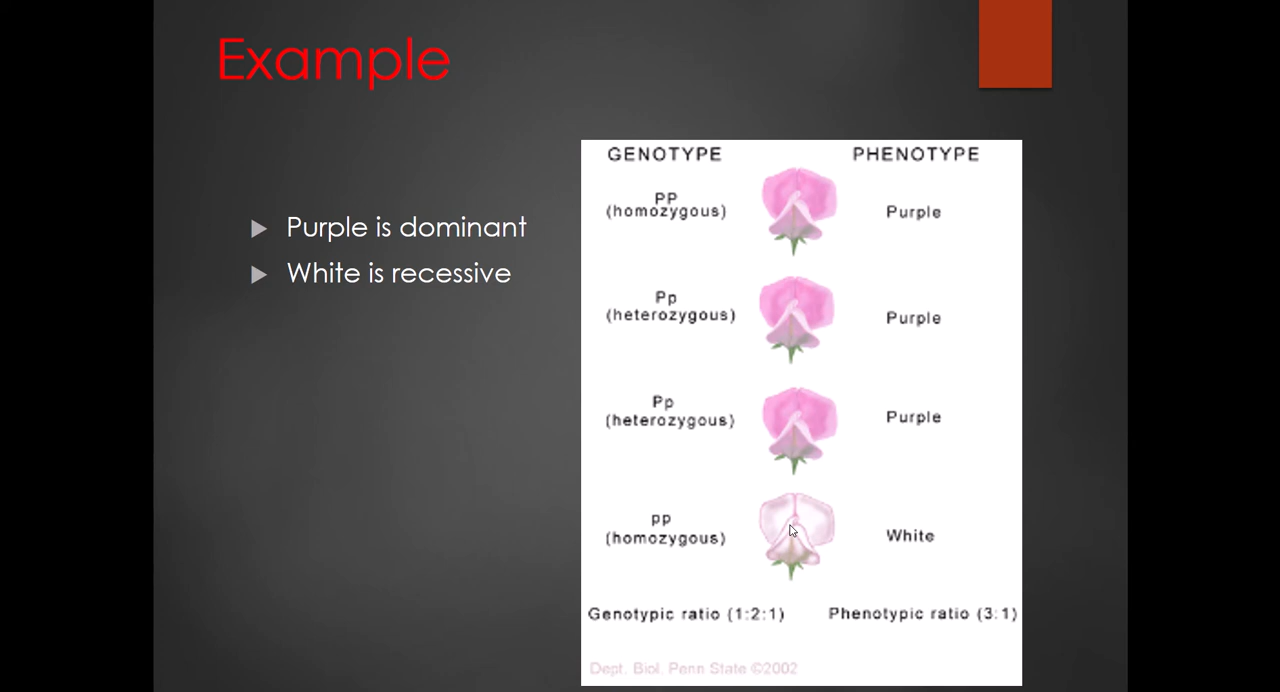 Example
Purple is dominant
White is recessive
GENOTYPE PHENOTYPE
PP
(homozygous) Purple
Pp
(heterozygous) Purple
Pp
(heterozygous) Purple
pp
(homozygous) White
Genotypic ratio (1:2:1) Phenotypic ratio (3:1)
Dept. Biol. Penn State ©2002